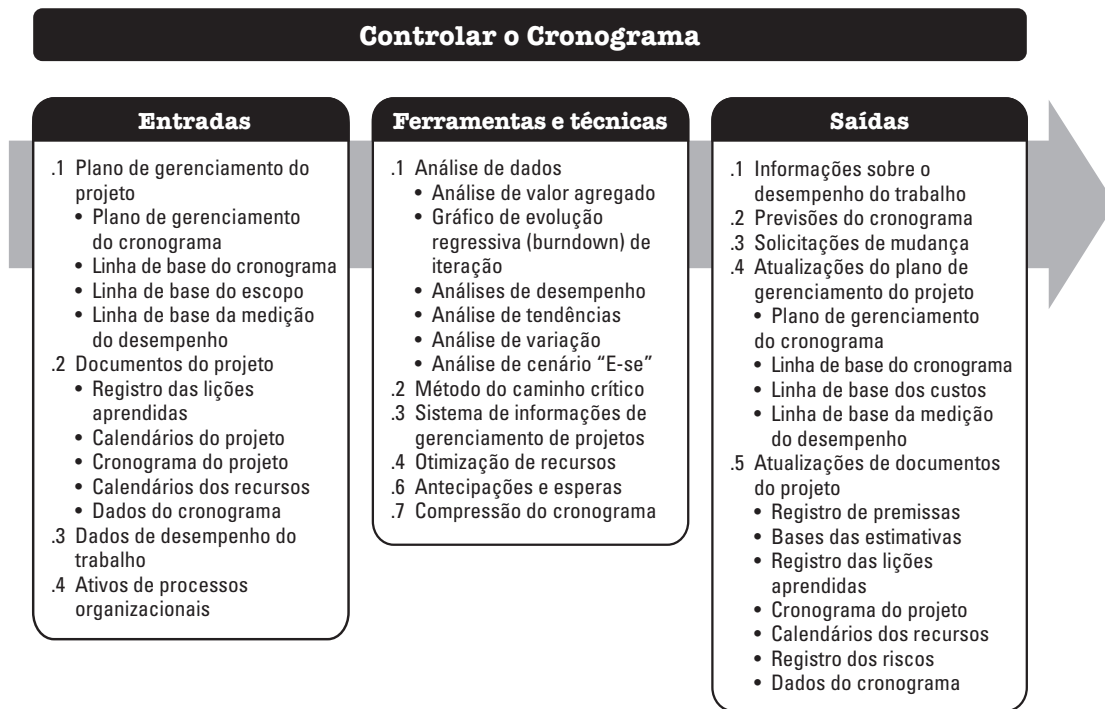 Controlar o Cronograma
Entradas
.1 Plano de gerenciamento do
projeto
• Plano de gerenciamento
do cronograma
• Linha de base do cronograma
• Linha de base do escopo
• Linha de base da medição
do desempenho
.2 Documentos do projeto
• Registro das lições
aprendidas
• Calendários do projeto
• Cronograma do projeto
• Calendários dos recursos
• Dados do cronograma
.3 Dados de desempenho do
trabalho
.4 Ativos de processos
organizacionais
Ferramentas e técnicas
.1 Análise de dados
• Análise de valor agregado
• Gráfico de evolução
regressiva (burndown) de
iteração
• Análises de desempenho
• Análise de tendências
• Análise de variação
• Análise de cenário “E-se”
.2 Método do caminho crítico
.3 Sistema de informações de
gerenciamento de projetos
.4 Otimização de recursos
.6 Antecipações e esperas
.7 Compressão do cronograma
Saídas
.1 Informações sobre o
desempenho do trabalho
.2 Previsões do cronograma
.3 Solicitações de mudança
.4 Atualizações do plano de
gerenciamento do projeto
• Plano de gerenciamento
do cronograma
• Linha de base do cronograma
• Linha de base dos custos
• Linha de base da medição
do desempenho
.5 Atualizações de documentos
do projeto
• Registro de premissas
• Bases das estimativas
• Registro das lições
aprendidas
• Cronograma do projeto
• Calendários dos recursos
• Registro dos riscos
• Dados do cronograma